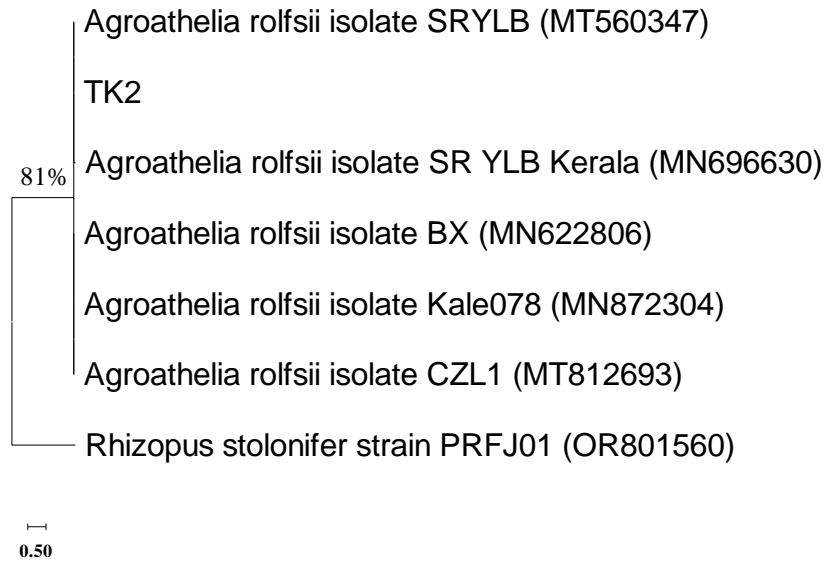 Agroathelia rolfsii isolate SRYLB (MT560347)
TK2
Agroathelia rolfsii isolate SR YLB Kerala (MN696630)
81%
Agroathelia rolfsii isolate BX (MN622806)
Agroathelia rolfsii isolate Kale078 (MN872304)
Agroathelia rolfsii isolate CZL1 (MT812693)
Rhizopus stolonifer strain PRFJ01 (OR801560)
0.50